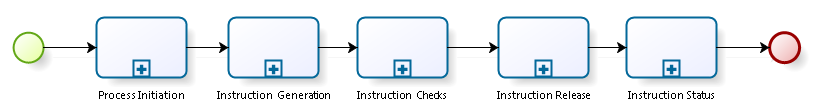 Process Initiation
Instruction Generation
Instruction Checks
Instruction Release
Instruction Status